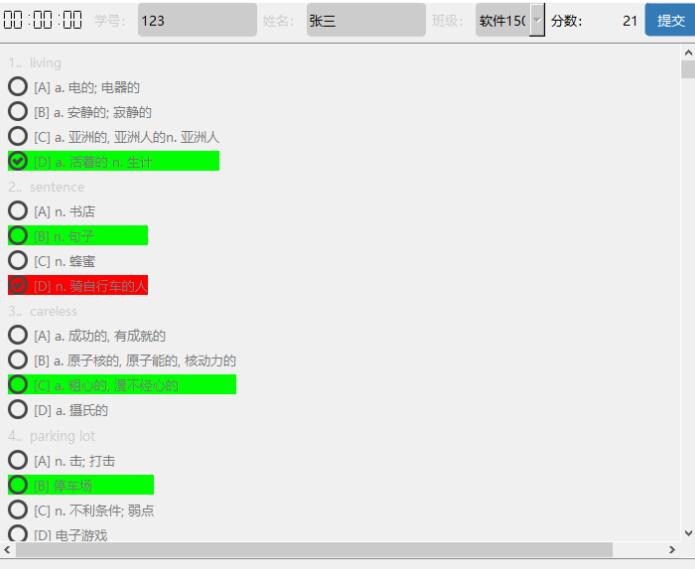 00:00:00 学号: 123 姓名: 张三 班级: 软件150 分数: 21 提交
1.. living
[A] a. 电的; 电器的
[B] a. 安静的; 寂静的
[C] a. 亚洲的, 亚洲人的n. 亚洲人
[D] a. 活着的 n. 生计
2.. sentence
[A] n. 书店
[B] n. 句子
[C] n. 蜂蜜
[D] n. 骑自行车的人
3.. careless
[A] a. 成功的, 有成就的
[B] a. 原子核的, 原子能的, 核动力的
[C] a. 粗心的, 漫不经心的
[D] a. 摄氏的
4.. parking lot
[A] n. 击; 打击
[B] 停车场
[C] n. 不利条件; 弱点
[D] 电子游戏